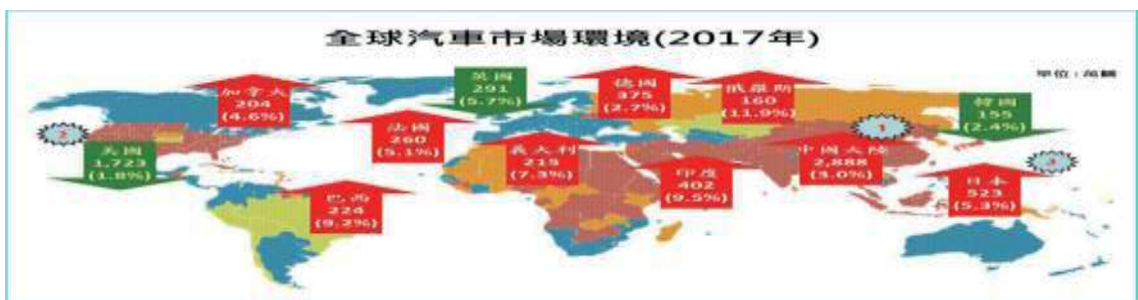 全球汽車市場環境(2017年)
單位：萬輛
加拿大
204
(4.6%)
英國
291
(5.7%)
德國
375
(2.7%)
俄羅斯
160
(11.9%)
韓國
155
(2.4%)
2
美國
1,723
(1.8%)
法國
260
(5.1%)
義大利
215
(7.3%)
印度
402
(9.5%)
1
中國大陸
2,888
(3.0%)
3
日本
523
(5.3%)
巴西
224
(9.2%)